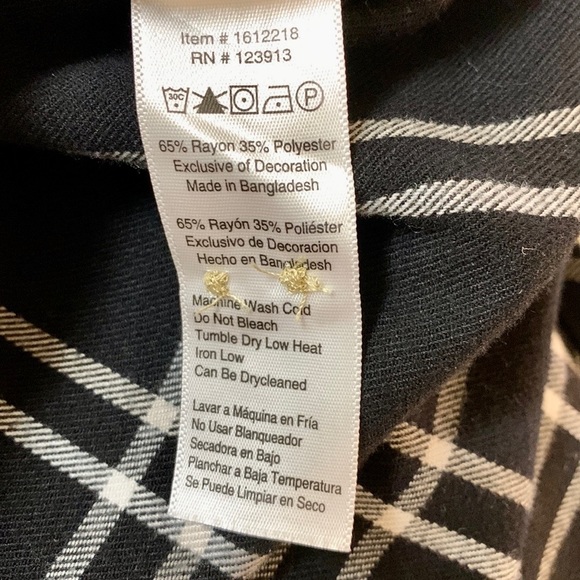 Item # 1612218
RN # 123913
30C P
65% Rayon 35% Polyester
Exclusive of Decoration
Made in Bangladesh
65% Rayón 35% Poliéster
Exclusivo de Decoracion
Hecho en Bangladesh
Machine Wash Cold
Do Not Bleach
Tumble Dry Low Heat
Iron Low
Can Be Drycleaned
Lavar a Máquina en Fría
No Usar Blanqueador
Secadora en Bajo
Planchar a Baja Temperatura
Se Puede Limpiar en Seco